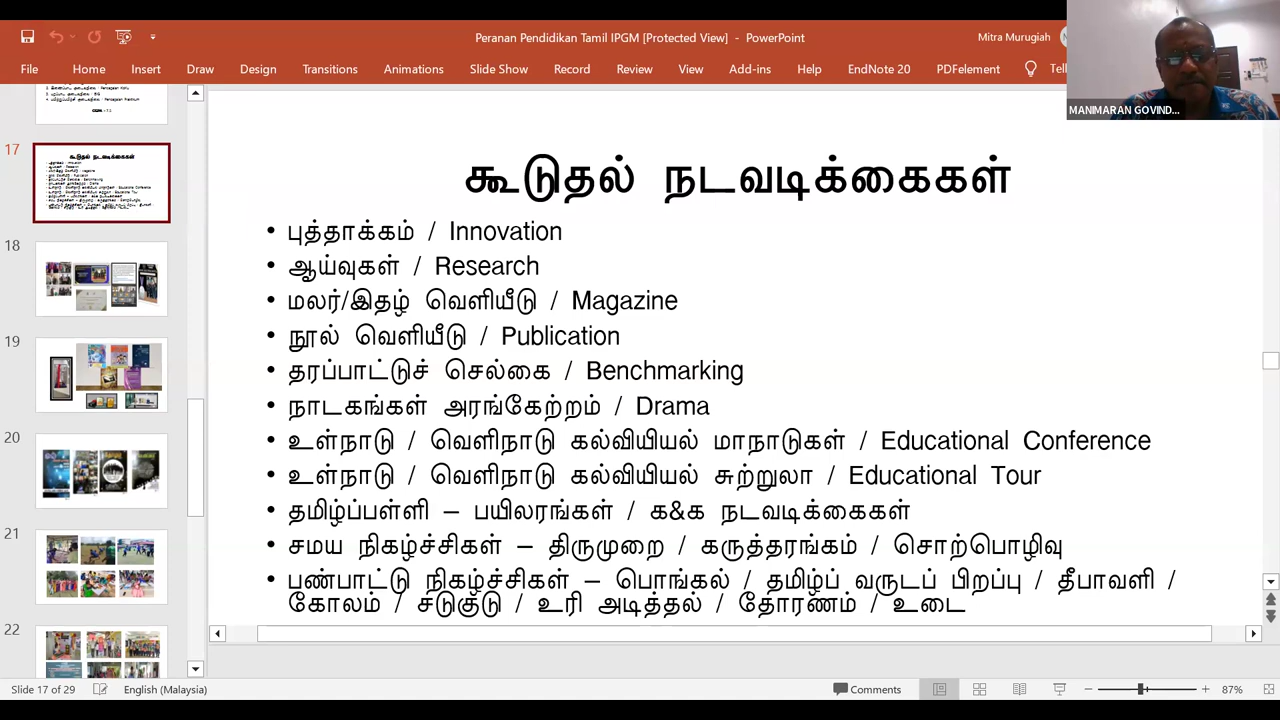 Peranan Pendidikan Tamil IPGM [Protected View] - PowerPoint
Mitra Murugiah
File Home Insert Draw Design Transitions Animations Slide Show Record Review View Add-ins Help EndNote 20 PDFelement Tell
MANIMARAN GOVIND...
17
18
19
20
21
22
கூடுதல் நடவடிக்கைகள்
• புத்தாக்கம் / Innovation
• ஆய்வுகள் / Research
• மலர்/இதழ் வெளியீடு / Magazine
• நூல் வெளியீடு / Publication
• தரப்பாட்டுச் செல்கை / Benchmarking
• நாடகங்கள் அரங்கேற்றம் / Drama
• உள்நாடு / வெளிநாடு கல்வியியல் மாநாடுகள் / Educational Conference
• உள்நாடு / வெளிநாடு கல்வியியல் சுற்றுலா / Educational Tour
• தமிழ்ப்பள்ளி – பயிலரங்கள் / க&க நடவடிக்கைகள்
• சமய நிகழ்ச்சிகள் – திருமுறை / கருத்தரங்கம் / சொற்பொழிவு
• பண்பாட்டு நிகழ்ச்சிகள் – பொங்கல் / தமிழ்ப் வருடப் பிறப்பு / தீபாவளி /
கோலம் / சடுகுடு / உரி அடித்தல் / தோரணம் / உடை
Slide 17 of 29 English (Malaysia) Comments 87%